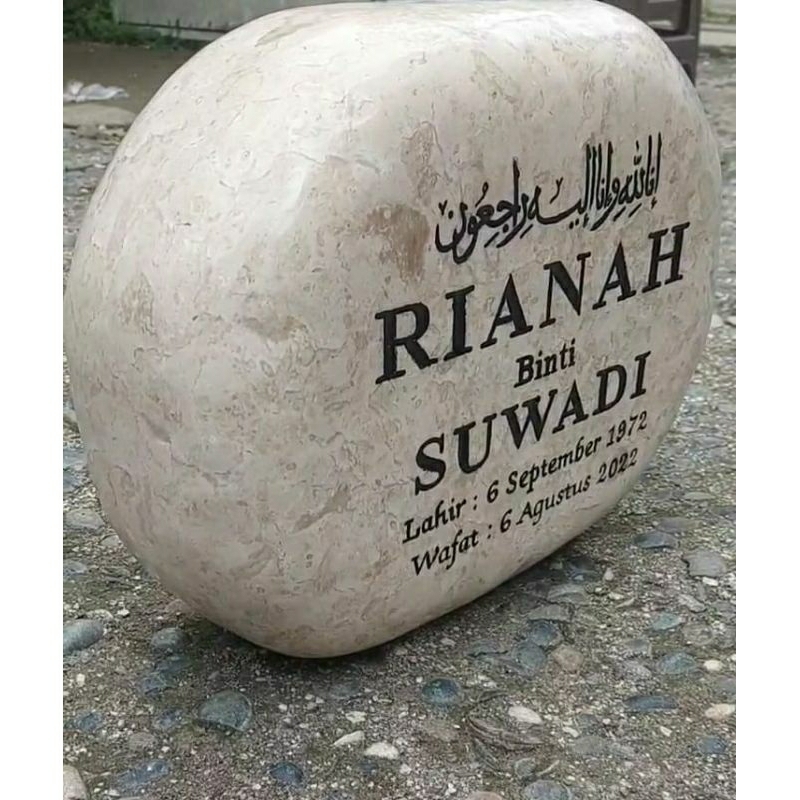 إنا لله وإنا إليه راجعون
RIANAH
Binti
SUWADI
Lahir : 6 September 1972
Wafat : 6 Agustus 2022